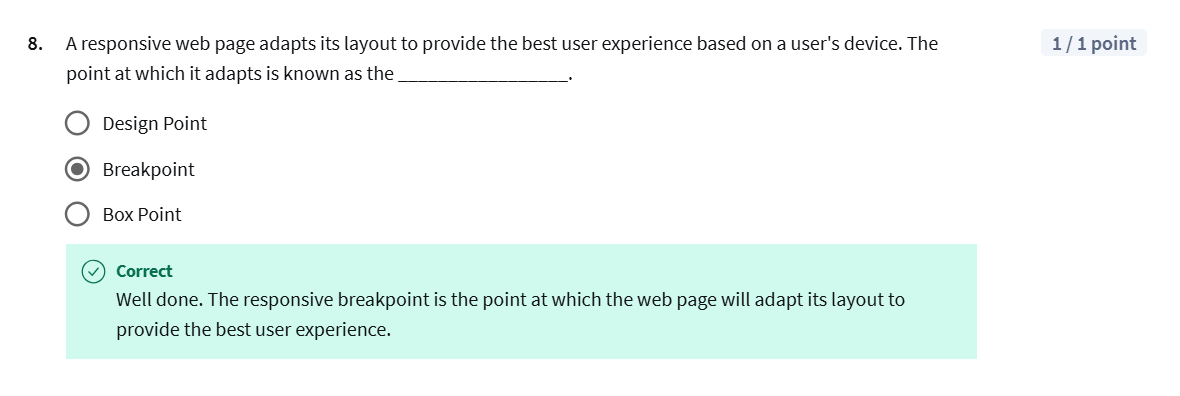 8. A responsive web page adapts its layout to provide the best user experience based on a user's device. The
1 / 1 point
point at which it adapts is known as the _________________.
Design Point
Breakpoint
Box Point
Correct
Well done. The responsive breakpoint is the point at which the web page will adapt its layout to
provide the best user experience.